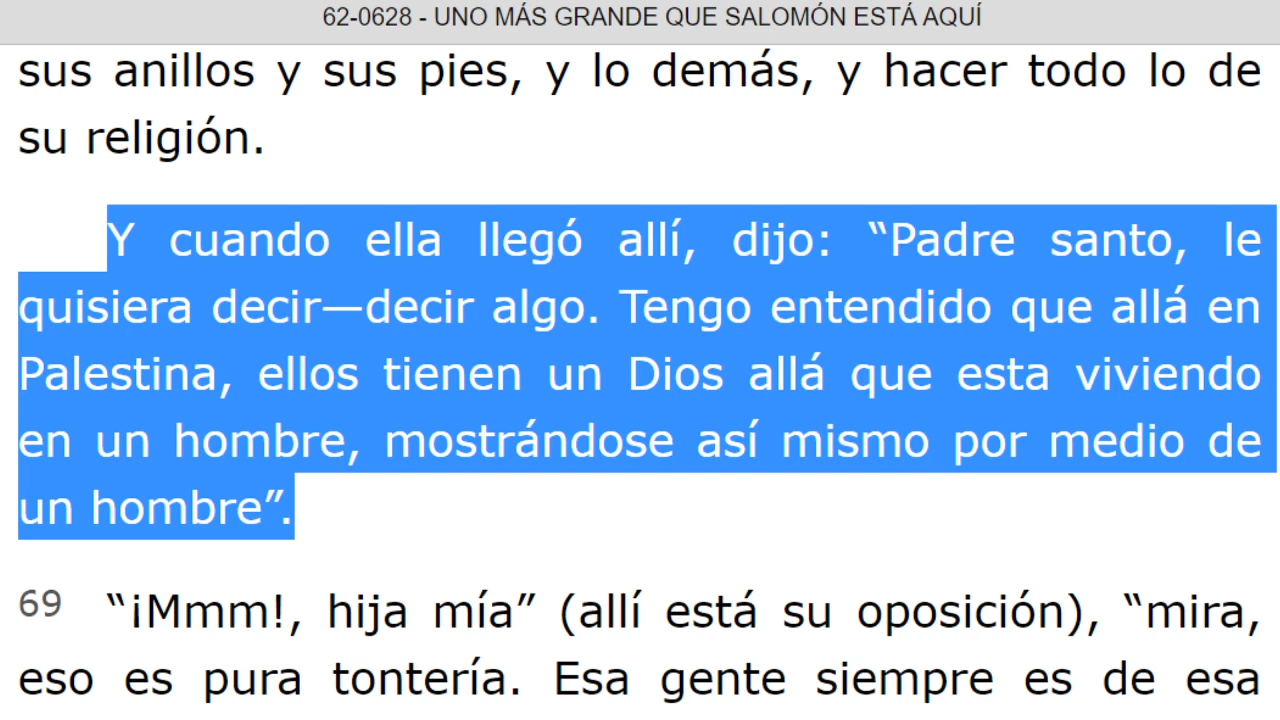 62-0628 - UNO MÁS GRANDE QUE SALOMÓN ESTÁ AQUÍ
sus anillos y sus pies, y lo demás, y hacer todo lo de
su religión.
Y cuando ella llegó allí, dijo: “Padre santo, le
quisiera decir—decir algo. Tengo entendido que allá en
Palestina, ellos tienen un Dios allá que esta viviendo
en un hombre, mostrándose así mismo por medio de
un hombre”.
69 “¡Mmm!, hija mía” (allí está su oposición), “mira,
eso es pura tontería. Esa gente siempre es de esa